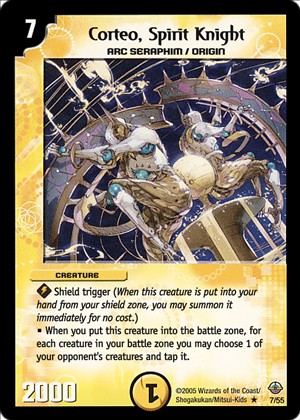 7
Corteo, Spirit Knight
ARC SERAPHIM / ORIGIN
CREATURE
Shield trigger (When this creature is put into your
hand from your shield zone, you may summon it
immediately for no cost.)
▪ When you put this creature into the battle zone, for
each creature in your battle zone you may choose 1 of
your opponent's creatures and tap it.
2000
1
©2005 Wizards of the Coast/
Shogakukan/Mitsui-Kids ★ 7/55